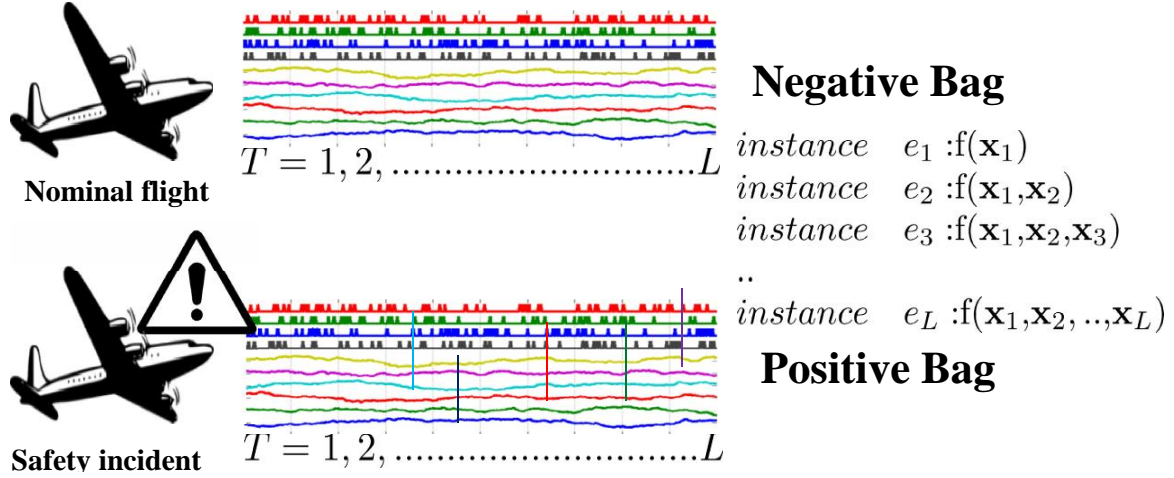 Negative Bag
T = 1, 2, ..............................L
Nominal flight
instance e₁ :f(x₁)
instance e₂ :f(x₁,x₂)
instance e₃ :f(x₁,x₂,x₃)
..
instance e_L :f(x₁,x₂,..,x_L)
!
Positive Bag
T = 1, 2, ..............................L
Safety incident